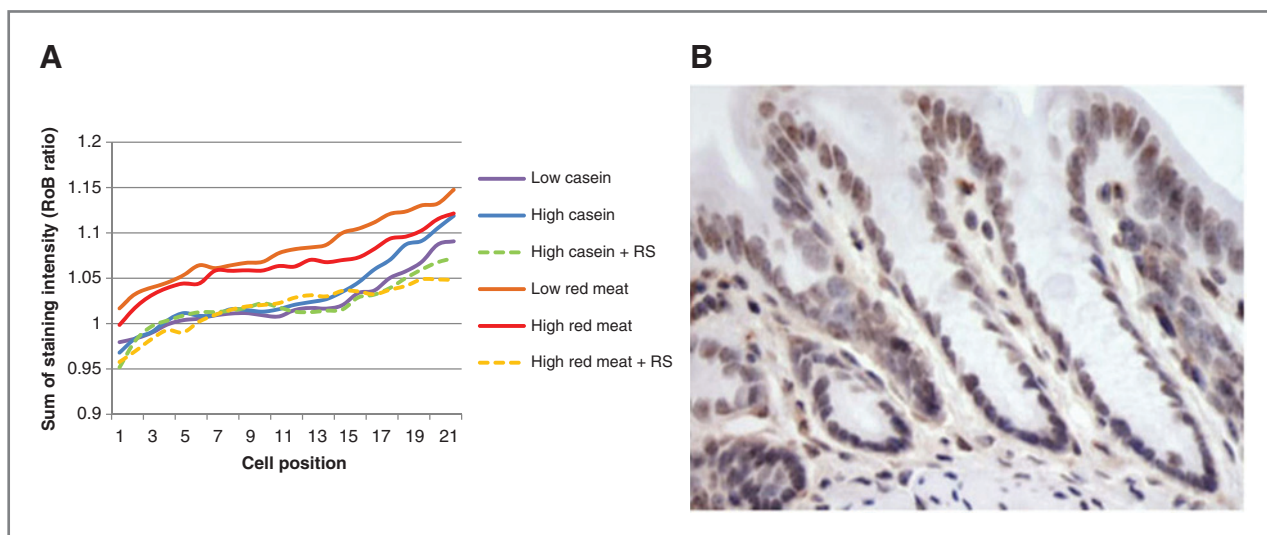 A
B
Sum of staining intensity (RoB ratio)
1.2
1.15
1.1
1.05
1
0.95
0.9
1 3 5 7 9 11 13 15 17 19 21
Cell position
Low casein
High casein
High casein + RS
Low red meat
High red meat
High red meat + RS